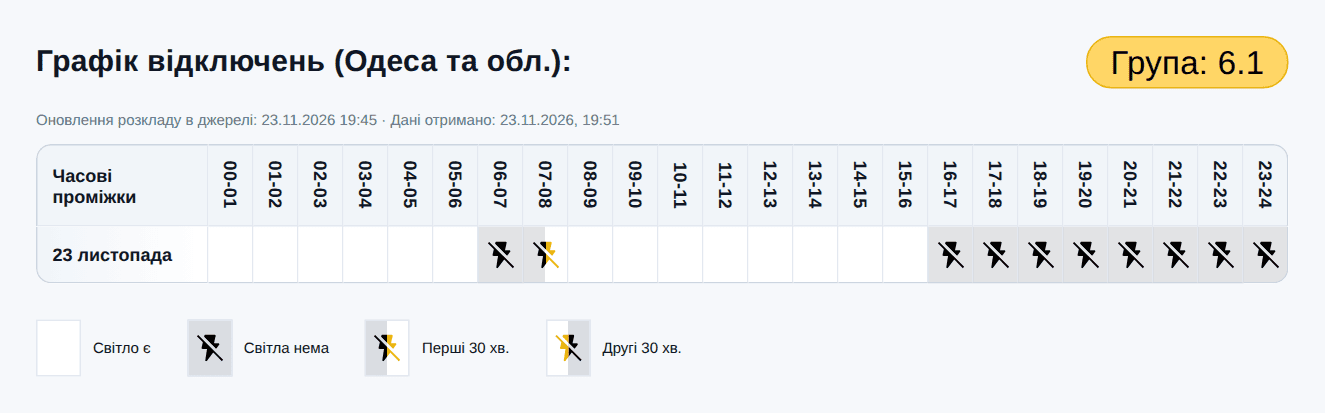 Графік відключень (Одеса та обл.):
Група: 6.1
Оновлення розкладу в джерелі: 23.11.2026 19:45 · Дані отримано: 23.11.2026, 19:51
Часові проміжки 00-01 01-02 02-03 03-04 04-05 05-06 06-07 07-08 08-09 09-10 10-11 11-12 12-13 13-14 14-15 15-16 16-17 17-18 18-19 19-20 20-21 21-22 22-23 23-24
23 листопада
Світло є Світла нема Перші 30 хв. Другі 30 хв.